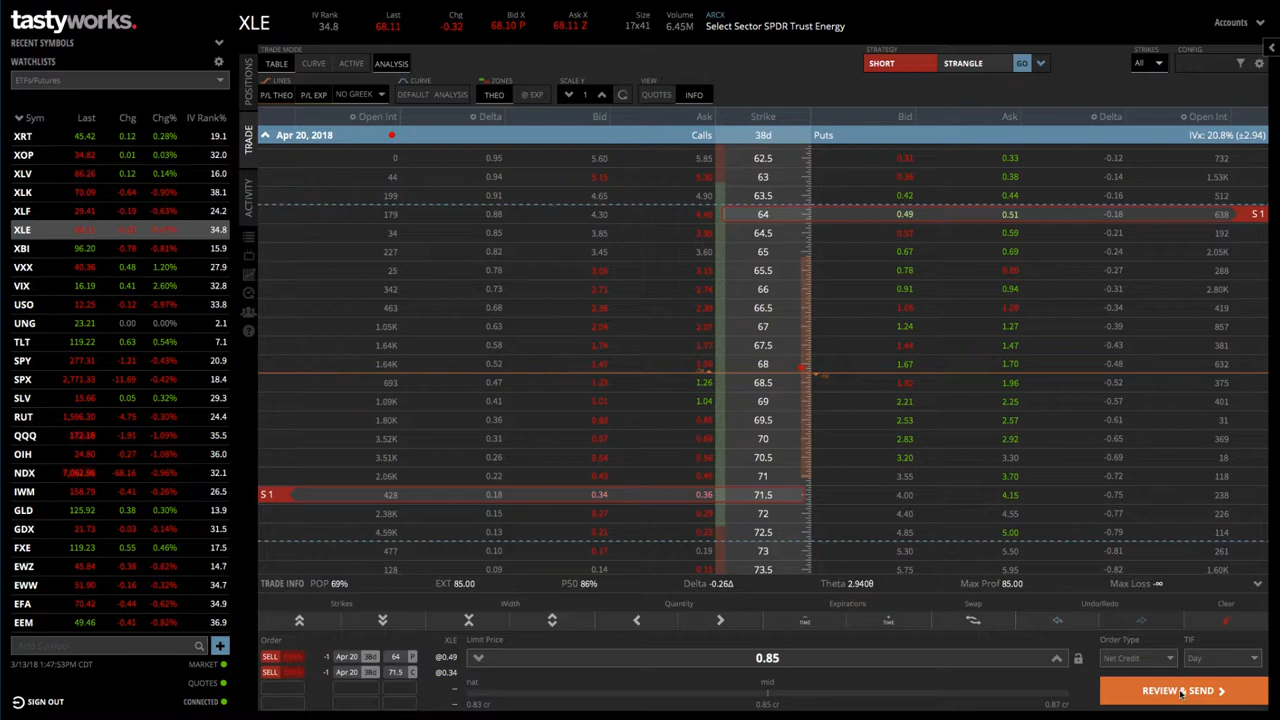 tastyworks.
RECENT SYMBOLS
WATCHLISTS
ETFs/Futures
Sym Last Chg Chg% IV Rank%
XRT 45.42 0.12 0.28% 19.1
XOP 34.82 0.01 0.03% 32.0
XLV 86.26 0.12 0.14% 16.0
XLK 70.09 -0.64 -0.90% 38.1
XLF 29.41 -0.19 -0.63% 24.2
XLE 34.8
XBI 96.20 -0.78 -0.81% 15.9
VXX 40.36 0.48 1.20% 27.9
VIX 16.19 0.41 2.60% 32.8
USO 12.25 -0.12 -0.97% 33.8
UNG 23.21 0.00 0.00% 2.1
TLT 119.22 0.63 0.54% 7.1
SPY 277.31 -1.21 -0.43% 20.9
SPX 2,771.33 -11.69 -0.42% 18.4
SLV 15.66 0.05 0.32% 29.3
RUT 1,596.30 -4.75 -0.30% 24.4
QQQ 172.18 -1.91 -1.09% 35.5
OIH 24.80 -0.27 -1.08% 36.0
NDX 7,062.96 -68.16 -0.96% 32.1
IWM 158.79 -0.41 -0.26% 26.5
GLD 125.92 0.38 0.30% 13.9
GDX 21.73 -0.03 -0.14% 31.5
FXE 119.23 0.55 0.46% 17.5
EWZ 45.84 -0.38 -0.82% 14.7
EWW 51.90 -0.16 34.7
EFA 70.42 -0.44 -0.62% 34.9
EEM 49.46 -0.41 -0.82% 36.9
Info Symbol
3/13/18 1:47:53PM CDT
MARKET
QUOTES
SIGN OUT CONNECTED
XLE
IV Rank Last Chg Bid X Ask X Size Volume ARCX
34.8 68.11 -0.32 68.10 P 68.11 Z 17x41 6.45M Select Sector SPDR Trust Energy
Accounts
POSITIONS
TRADE
ACTIVITY
TRADE MODE
TABLE CURVE ACTIVE ANALYSIS
STRATEGY
SHORT STRANGLE GO
STRIKES
All
CONFIG
LINES CURVE ZONES SCALE Y VIEW
P/L THEO P/L EXP NO GREEK DEFAULT ANALYSIS THEO @ EXP 1 QUOTES INFO
Open Int Delta Bid Ask Strike Bid Ask Delta Open Int
Apr 20, 2018 Calls 38d Puts IVx: 20.8% (±2.94)
0 0.95 5.60 5.85 62.5 0.31 0.33 -0.12 732
44 0.94 5.15 5.30 63 0.36 0.38 -0.14 1.53K
199 0.91 4.65 4.90 63.5 0.42 0.44 -0.16 512
179 0.88 4.30 4.40 64 0.49 0.51 -0.18 638 S 1
34 0.85 3.85 64.5 0.59 -0.21 192
227 0.82 3.45 3.60 65 0.67 0.69 -0.24 2.05K
25 0.78 65.5 0.78 0.80 -0.27 288
342 0.73 2.71 2.74 66 0.91 0.94 -0.31 2.80K
463 0.68 66.5 1.09 -0.34 419
1.05K 0.63 2.04 2.07 67 1.24 1.27 -0.39 857
1.64K 0.58 67.5 1.44 1.47 -0.43 381
1.64K 0.52 1.47 1.50 68 1.67 1.70 -0.48 632
693 0.47 1.23 1.26 68.5 1.96 -0.52 375
1.09K 0.41 1.01 1.04 69 2.21 2.25 -0.57 401
1.31K 0.36 69.5 2.53 2.57 -0.61 31
3.52K 0.30 0.67 0.69 70 2.83 2.92 -0.65 369
3.51K 0.26 0.54 0.56 70.5 3.20 3.30 -0.69 18
2.06K 0.22 0.43 0.45 71 3.55 3.70 -0.72 118
S 1 428 0.18 0.34 0.36 71.5 4.00 4.15 -0.75 238
2.38K 0.15 0.27 0.29 72 4.40 4.55 -0.77 226
4.59K 0.13 0.21 0.23 72.5 4.85 5.00 -0.79 114
477 0.10 0.17 0.19 73 5.30 5.50 -0.81 261
128 0.09 0.14 73.5 5.75 5.95 -0.82 1.60K
TRADE INFO POP 69% EXT 85.00 P50 86% Delta -0.26Δ Theta 2.940θ Max Prof 85.00 Max Loss -∞
Strikes Width Quantity Expirations Swap Undo/Redo Clear
TIME TIME
Order XLE Limit Price Order Type TIF
SELL OPEN -1 Apr 20 38d 64 P @0.49 0.85 Net Credit Day
SELL OPEN -1 Apr 20 38d 71.5 C @0.34
nat mid
0.83 cr 0.85 cr 0.87 cr
REVIEW & SEND